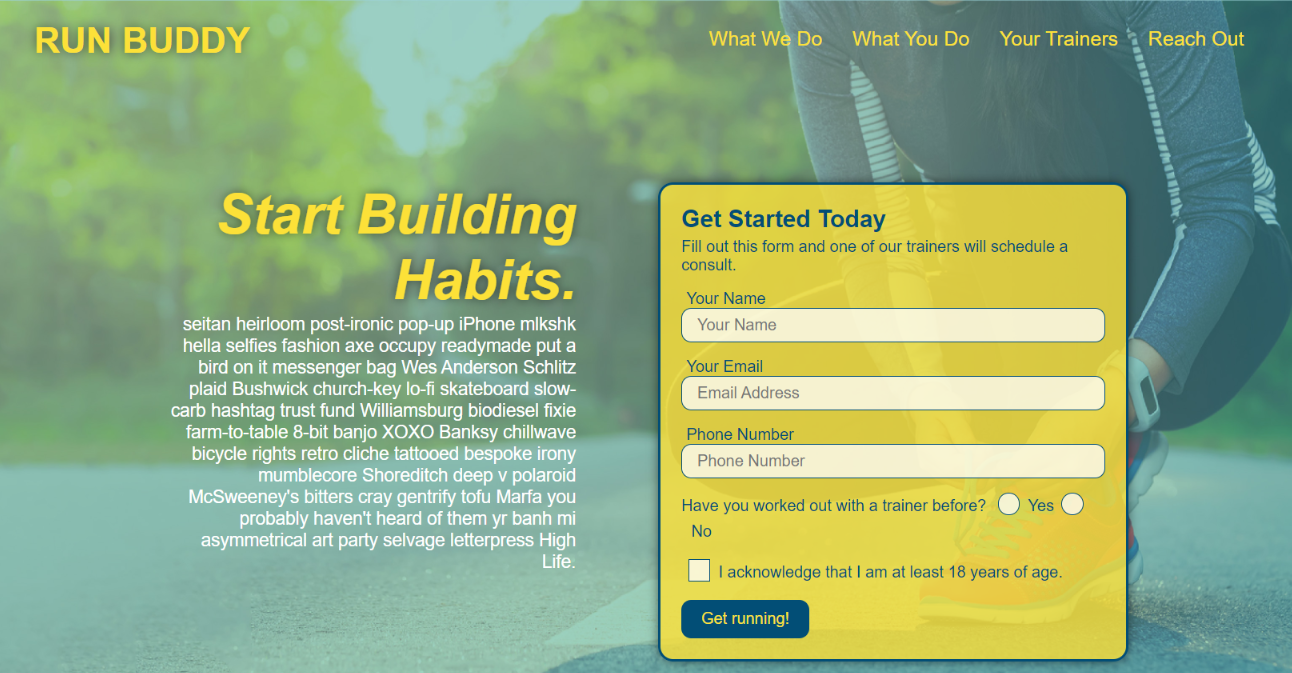 RUN BUDDY
What We Do What You Do Your Trainers Reach Out
Start Building
Habits.
seitan heirloom post-ironic pop-up iPhone mlkshk
hella selfies fashion axe occupy readymade put a
bird on it messenger bag Wes Anderson Schlitz
plaid Bushwick church-key lo-fi skateboard slow-
carb hashtag trust fund Williamsburg biodiesel fixie
farm-to-table 8-bit banjo XOXO Banksy chillwave
bicycle rights retro cliche tattooed bespoke irony
mumblecore Shoreditch deep v polaroid
McSweeney's bitters cray gentrify tofu Marfa you
probably haven't heard of them yr banh mi
asymmetrical art party selvage letterpress High
Life.
Get Started Today
Fill out this form and one of our trainers will schedule a
consult.
Your Name
Your Name
Your Email
Email Address
Phone Number
Phone Number
Have you worked out with a trainer before? Yes
No
I acknowledge that I am at least 18 years of age.
Get running!